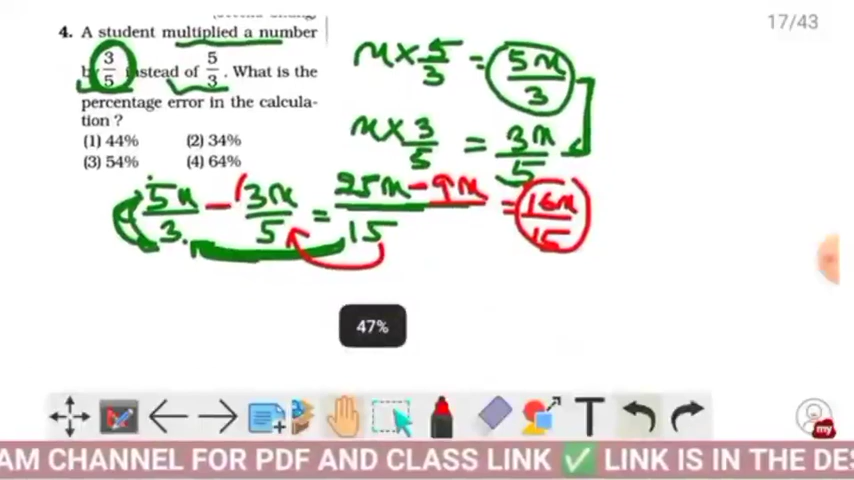 17/43
4. A student multiplied a number
by 3/5 instead of 5/3. What is the
percentage error in the calcula-
tion ?
(1) 44% (2) 34%
(3) 54% (4) 64%
x × 5/3 = 5x/3
x × 3/5 = 3x/5
5x/3 - 3x/5 = 25x - 9x/15 = 16x/15
47%
T
my
AM CHANNEL FOR PDF AND CLASS LINK ✅ LINK IS IN THE DES